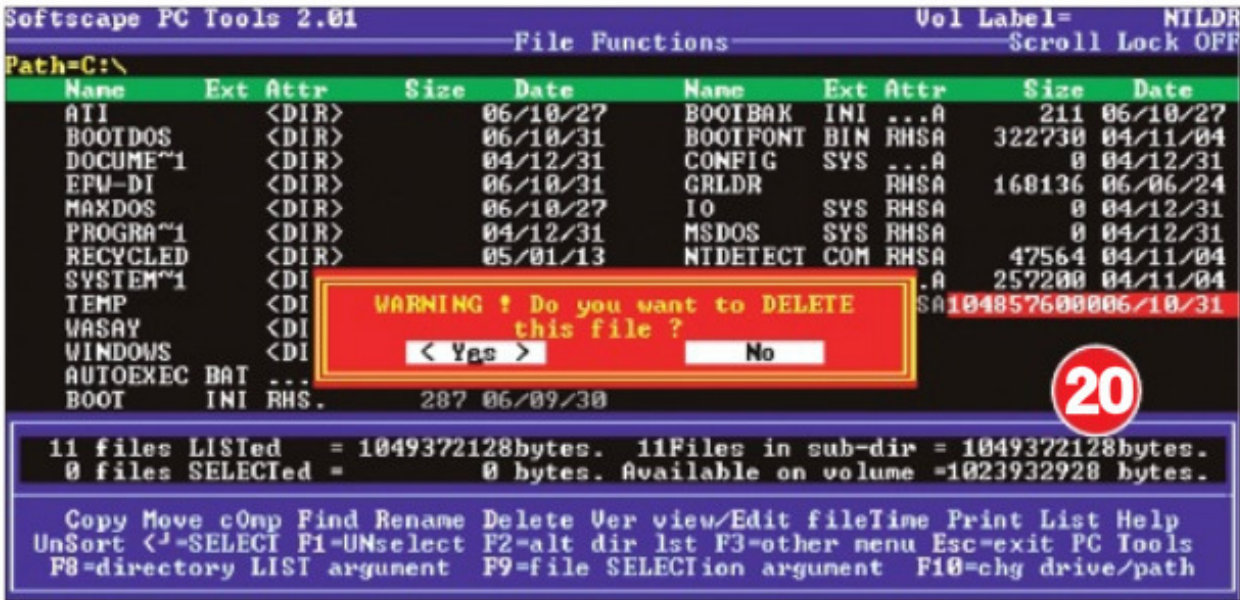 Softscape PC Tools 2.01 Vol Label= NTLDR
File Functions Scroll Lock OFF
Path=C:\
Name Ext Attr Size Date Name Ext Attr Size Date
ATI <DIR> 06/10/27 BOOTBAK INI ...A 211 06/10/27
BOOTDOS <DIR> 06/10/31 BOOTFONT BIN RHSA 322730 04/11/04
DOCUME~1 <DIR> 04/12/31 CONFIG SYS ...A 0 04/12/31
EPW-DI <DIR> 06/10/31 GRLDR RHSA 168136 06/06/24
MAXDOS <DIR> 06/10/27 IO SYS RHSA 0 04/12/31
PROGRA~1 <DIR> 04/12/31 MSDOS SYS RHSA 0 04/12/31
RECYCLED <DIR> 05/01/13 NTDETECT COM RHSA 47564 04/11/04
SYSTEM~1 <DI .A 257200 04/11/04
TEMP <DI SA104857600006/10/31
WASAY <DI
WINDOWS <DI
AUTOEXEC BAT ...
BOOT INI RHS. 287 06/09/30
WARNING ! Do you want to DELETE
this file ?
< Yes > No
20
11 files LISTed = 1049372128bytes. 11Files in sub-dir = 1049372128bytes.
0 files SELECTed = 0 bytes. Available on volume =1023932928 bytes.
Copy Move cOmp Find Rename Delete Ver view/Edit fileTime Print List Help
UnSort <┘=SELECT F1=UNselect F2=alt dir lst F3=other menu Esc=exit PC Tools
F8=directory LIST argument F9=file SELECTion argument F10=chg drive/path